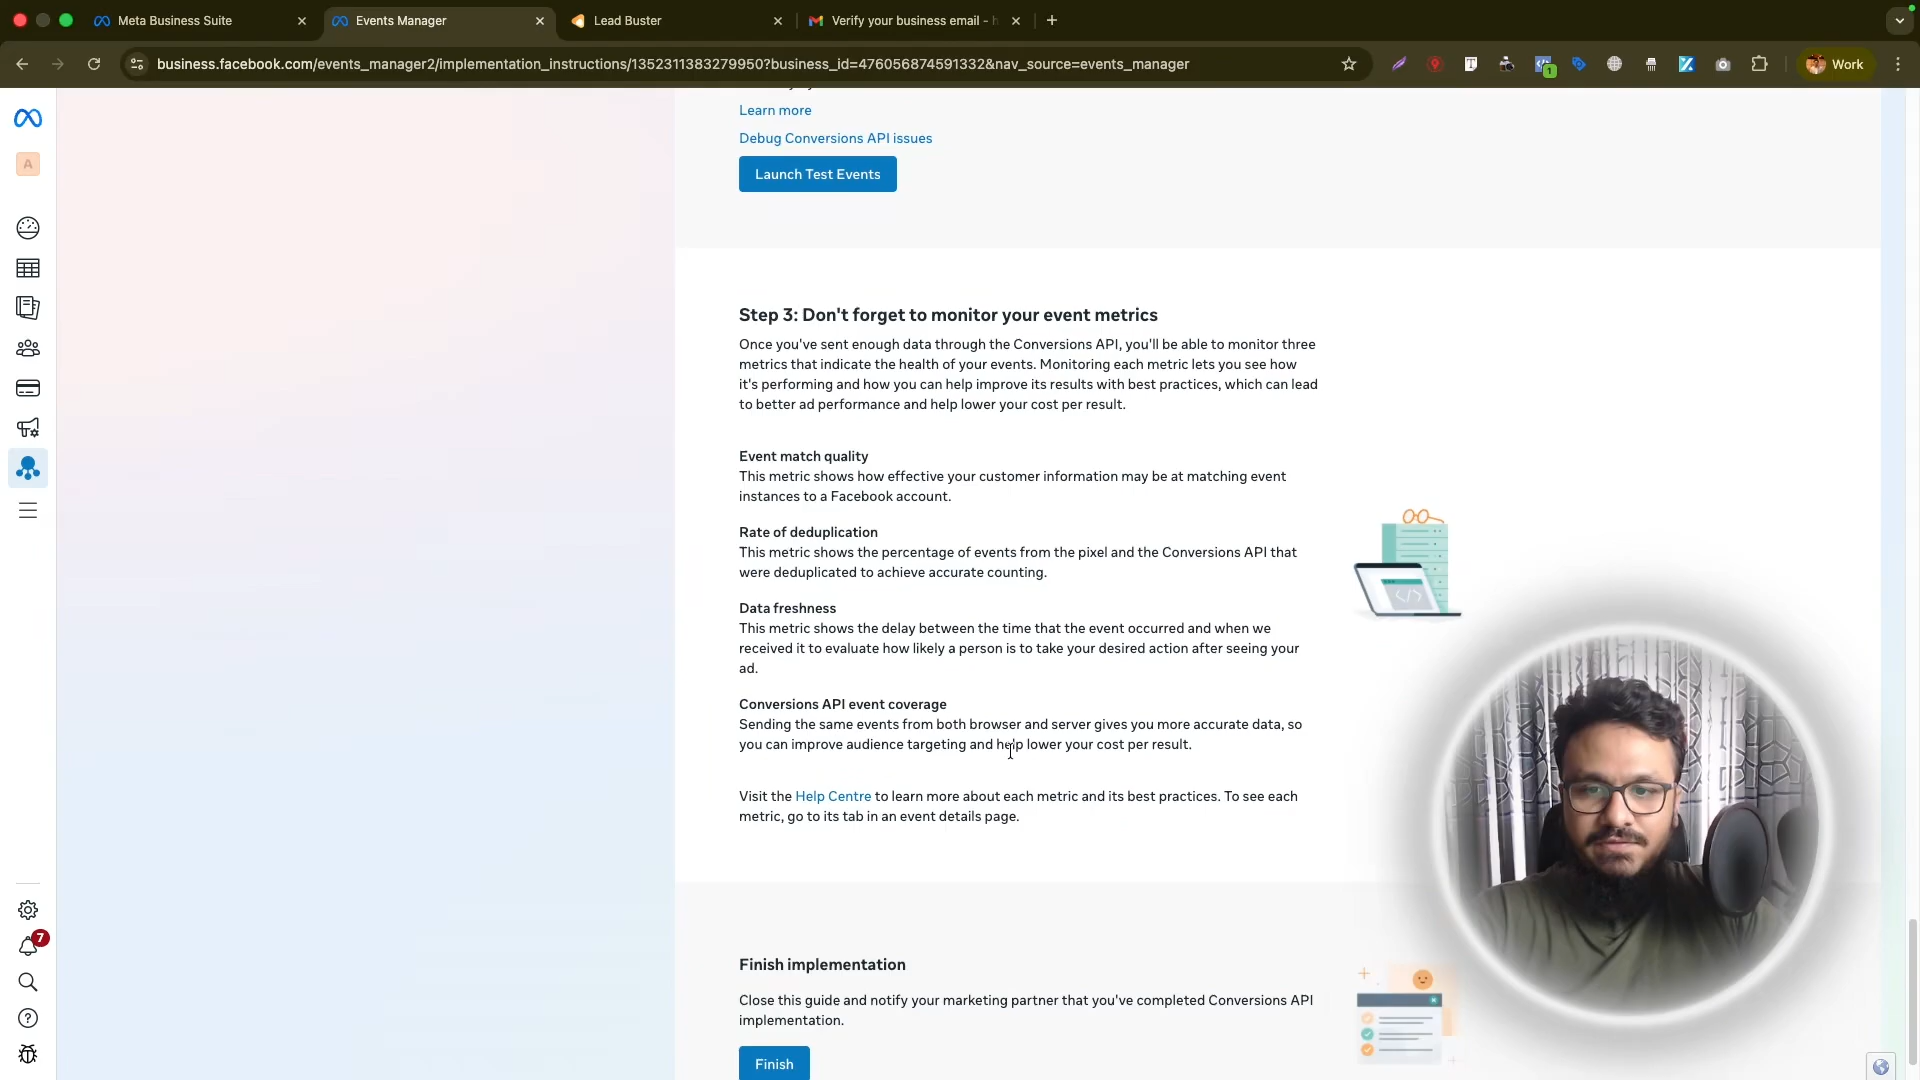 Meta Business Suite
Events Manager
Lead Buster
Verify your business email -
business.facebook.com/events_manager2/implementation_instructions/1352311383279950?business_id=476056874591332&nav_source=events_manager
1
Work
A
Learn more
Debug Conversions API issues
Launch Test Events
Step 3: Don't forget to monitor your event metrics
Once you've sent enough data through the Conversions API, you'll be able to monitor three
metrics that indicate the health of your events. Monitoring each metric lets you see how
it's performing and how you can help improve its results with best practices, which can lead
to better ad performance and help lower your cost per result.
Event match quality
This metric shows how effective your customer information may be at matching event
instances to a Facebook account.
Rate of deduplication
This metric shows the percentage of events from the pixel and the Conversions API that
were deduplicated to achieve accurate counting.
Data freshness
This metric shows the delay between the time that the event occurred and when we
received it to evaluate how likely a person is to take your desired action after seeing your
ad.
Conversions API event coverage
Sending the same events from both browser and server gives you more accurate data, so
you can improve audience targeting and help lower your cost per result.
Visit the Help Centre to learn more about each metric and its best practices. To see each
metric, go to its tab in an event details page.
7
Finish implementation
Close this guide and notify your marketing partner that you've completed Conversions API
implementation.
Finish